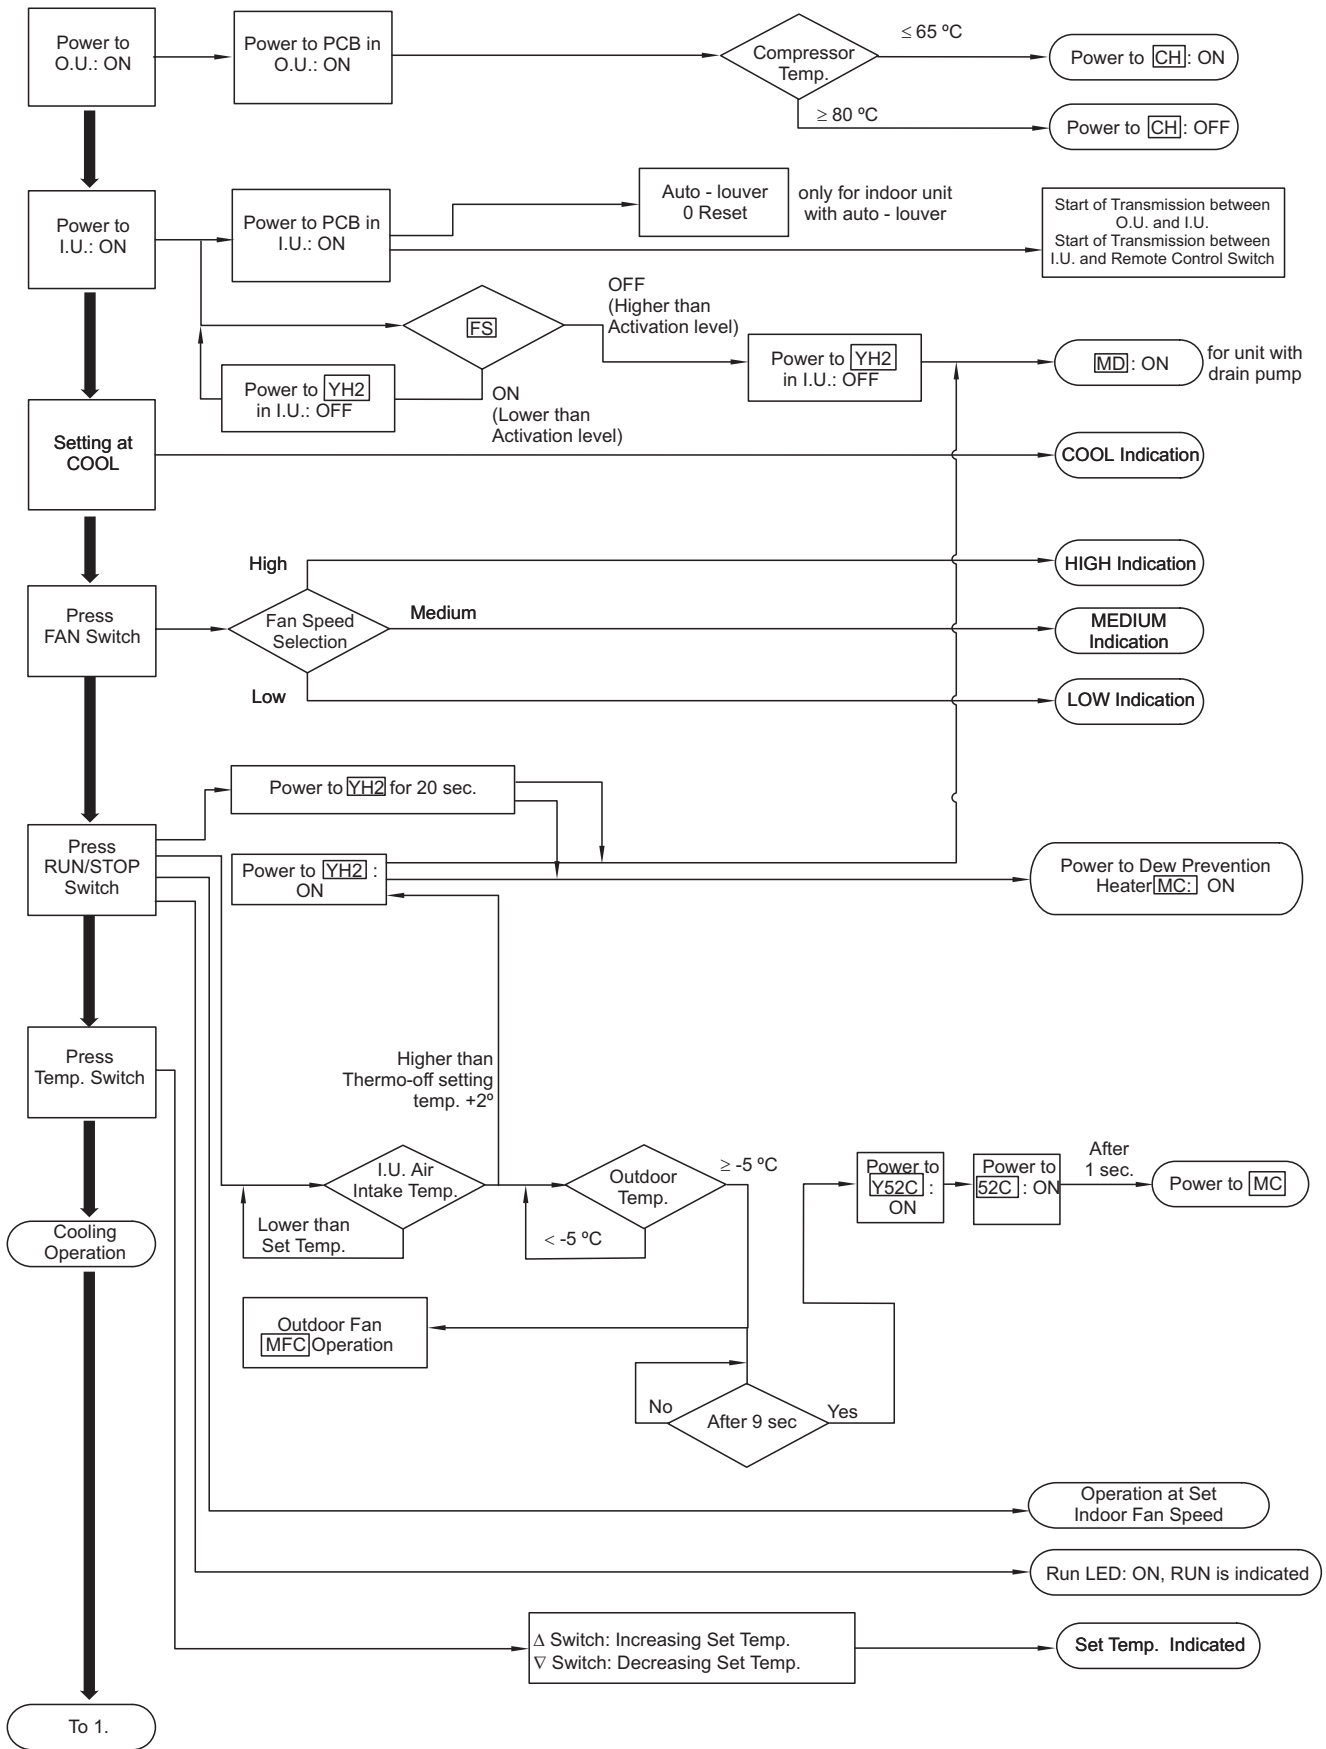 Power to
O.U.: ON
Power to PCB in
O.U.: ON
Compressor
Temp.
≤ 65 ºC
Power to CH: ON
≥ 80 ºC
Power to CH: OFF
Power to
I.U.: ON
Power to PCB in
I.U.: ON
Auto - louver
0 Reset
only for indoor unit
with auto - louver
Start of Transmission between
O.U. and I.U.
Start of Transmission between
I.U. and Remote Control Switch
FS
OFF
(Higher than
Activation level)
Power to YH2
in I.U.: OFF
MD: ON
for unit with
drain pump
Power to YH2
in I.U.: OFF
ON
(Lower than
Activation level)
Setting at
COOL
COOL Indication
Press
FAN Switch
Fan Speed
Selection
High
HIGH Indication
Medium
MEDIUM
Indication
Low
LOW Indication
Press
RUN/STOP
Switch
Power to YH2 for 20 sec.
Power to YH2 :
ON
Power to Dew Prevention
Heater MC: ON
Press
Temp. Switch
Higher than
Thermo-off setting
temp. +2º
I.U. Air
Intake Temp.
Lower than
Set Temp.
Outdoor
Temp.
≥ -5 ºC
< -5 ºC
Power to
Y52C :
ON
Power to
52C : ON
After
1 sec.
Power to MC
Cooling
Operation
Outdoor Fan
MFC Operation
After 9 sec
No
Yes
Operation at Set
Indoor Fan Speed
Run LED: ON, RUN is indicated
∆ Switch: Increasing Set Temp.
∇ Switch: Decreasing Set Temp.
Set Temp. Indicated
To 1.